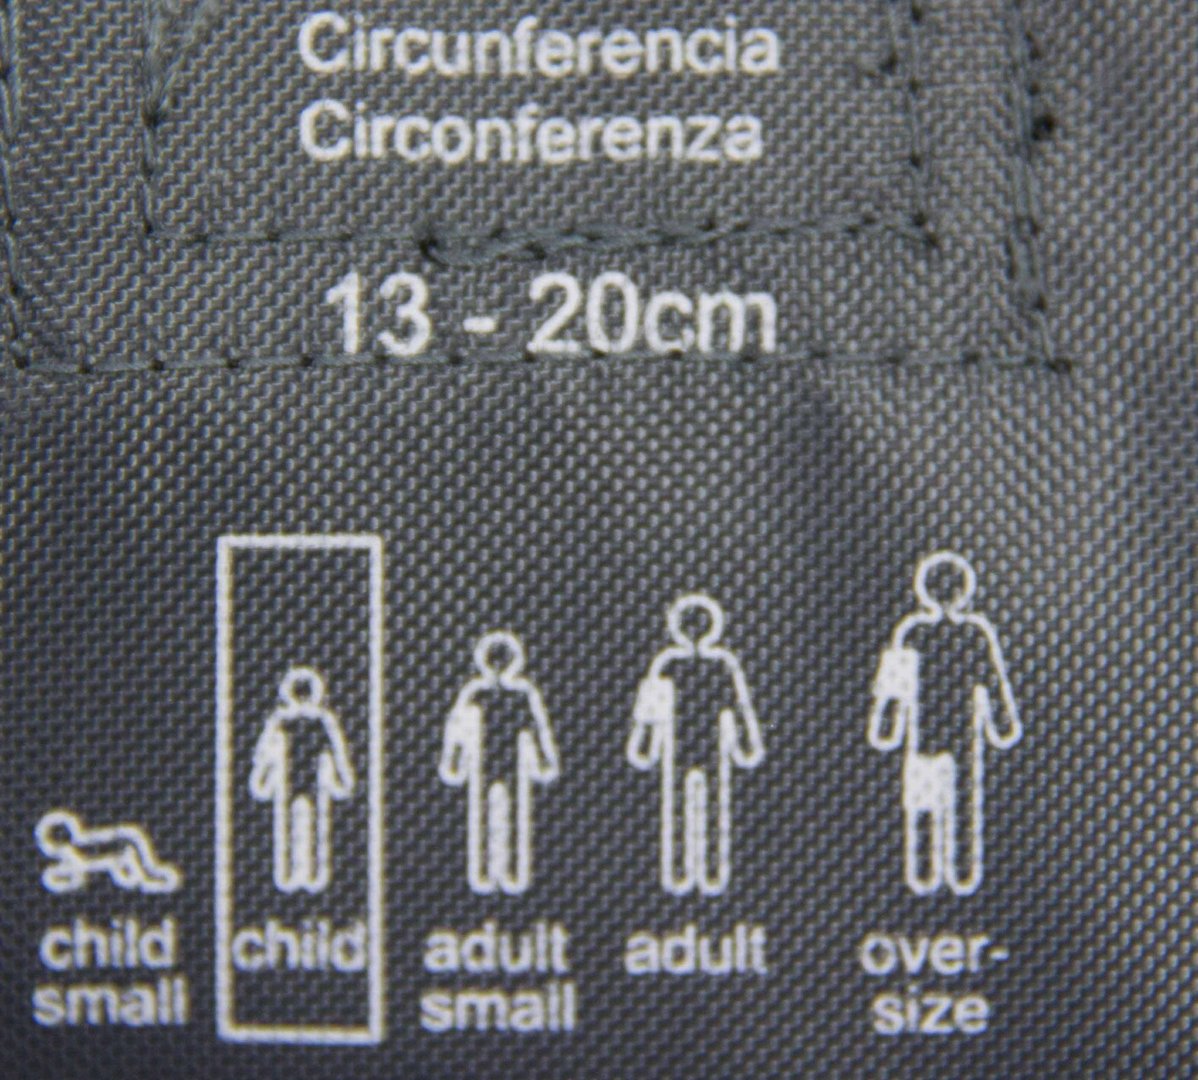 Circunferencia
Circonferenza
13 - 20cm
child
small
child
adult
small
adult
over-
size